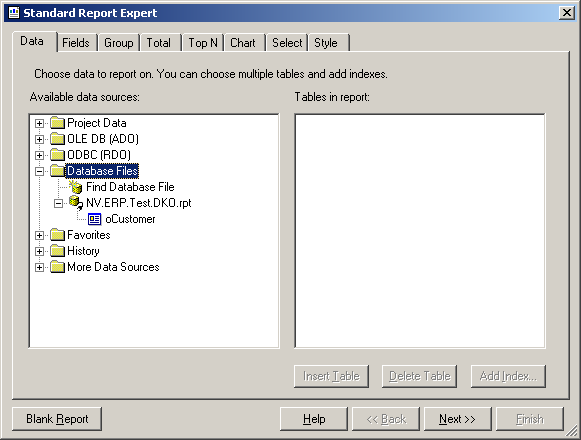 Standard Report Expert
Data Fields Group Total Top N Chart Select Style
Choose data to report on. You can choose multiple tables and add indexes.
Available data sources: Tables in report:
Project Data
OLE DB (ADO)
ODBC (RDO)
Database Files
Find Database File
NV.ERP.Test.DKO.rpt
oCustomer
Favorites
History
More Data Sources
Insert Table Delete Table Add Index...
Blank Report Help << Back Next >> Finish